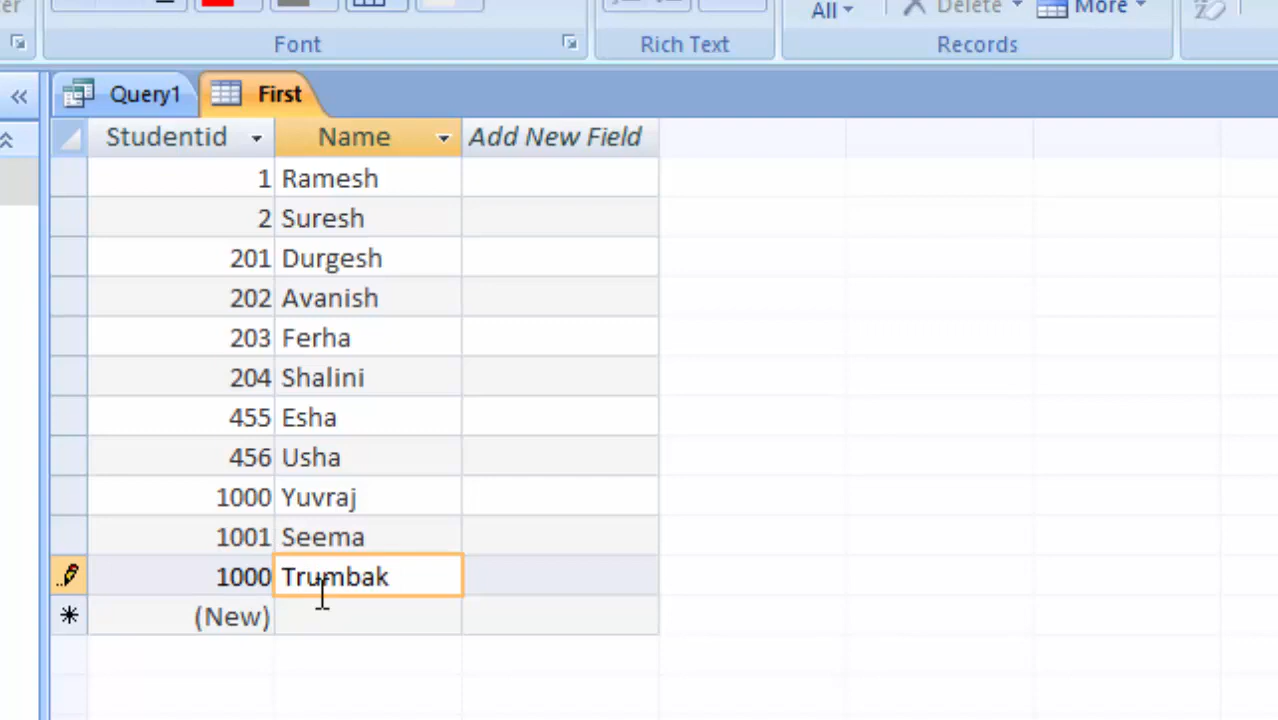 All
Delete
More
Font
Rich Text
Records
Query1
First
Studentid Name Add New Field
1 Ramesh
2 Suresh
201 Durgesh
202 Avanish
203 Ferha
204 Shalini
455 Esha
456 Usha
1000 Yuvraj
1001 Seema
1000 Trumbak
(New)